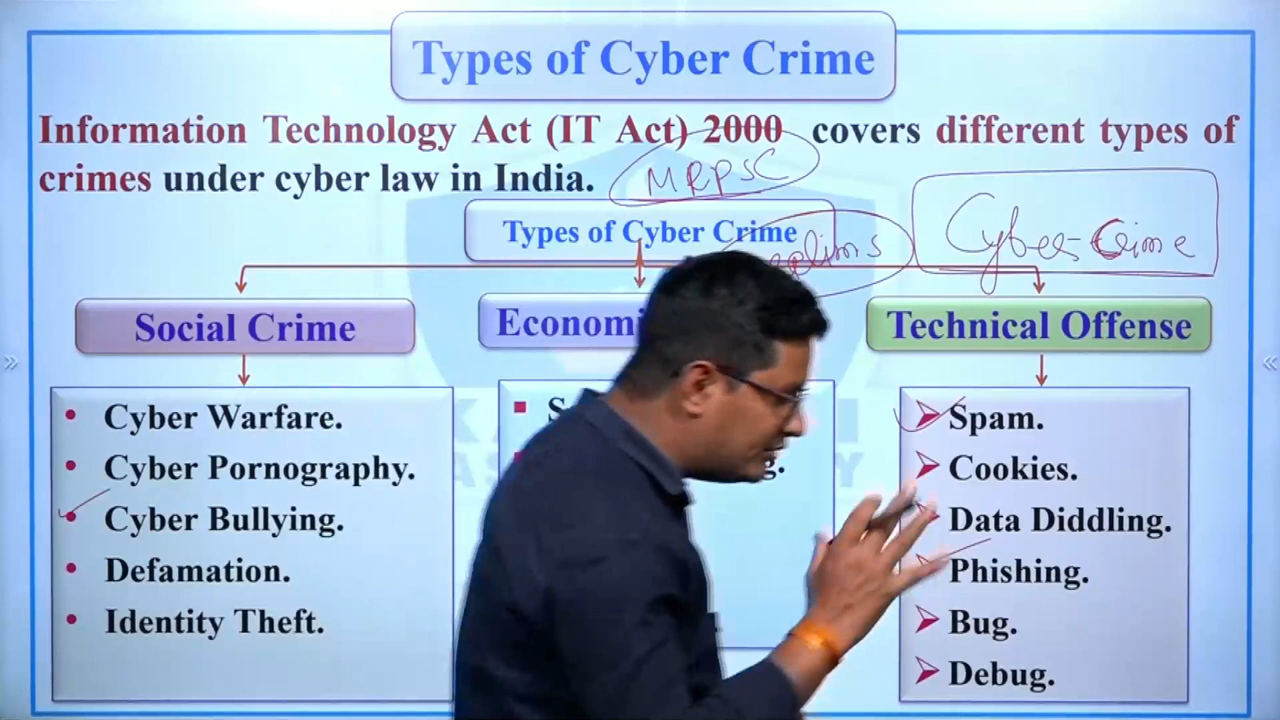 Types of Cyber Crime
Information Technology Act (IT Act) 2000 covers different types of
crimes under cyber law in India.
MRPSC
Types of Cyber Crime
Cyber-Crime
Social Crime
Technical Offense
• Cyber Warfare.
• Cyber Pornography.
• Cyber Bullying.
• Defamation.
• Identity Theft.
➢ Spam.
➢ Cookies.
➢ Data Diddling.
➢ Phishing.
➢ Bug.
➢ Debug.